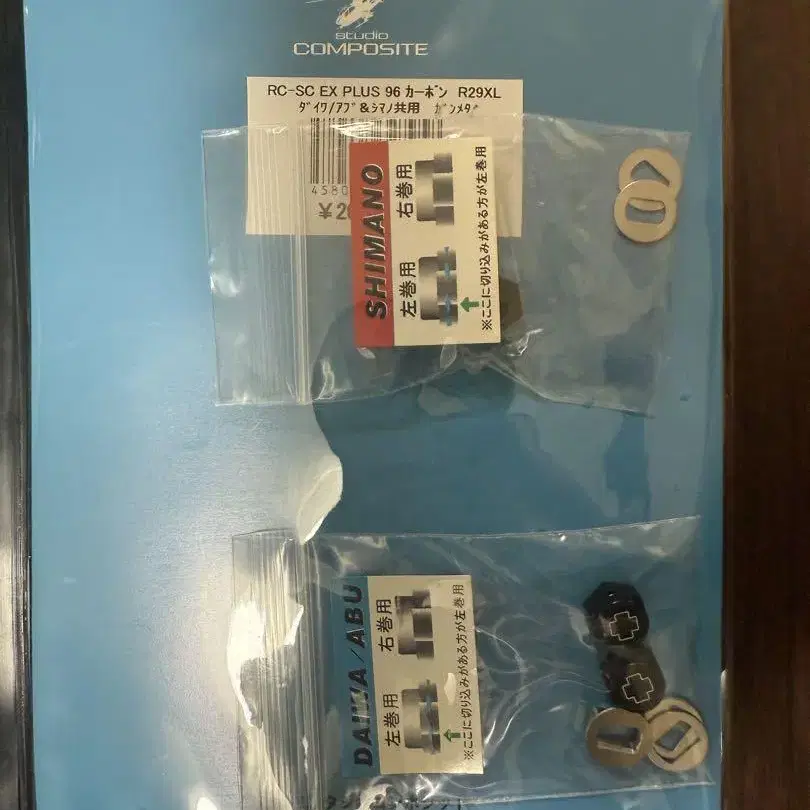 studio
COMPOSITE
RC-SC EX PLUS 96 カーボン R29XL
ダイワ/アブ&シマノ共用 ガンメタ
4580
¥26
SHIMANO
左巻用 右巻用
※ここに切り込みがある方が左巻用
DAIWA/ABU
左巻用 右巻用
※ここに切り込みがある方が左巻用